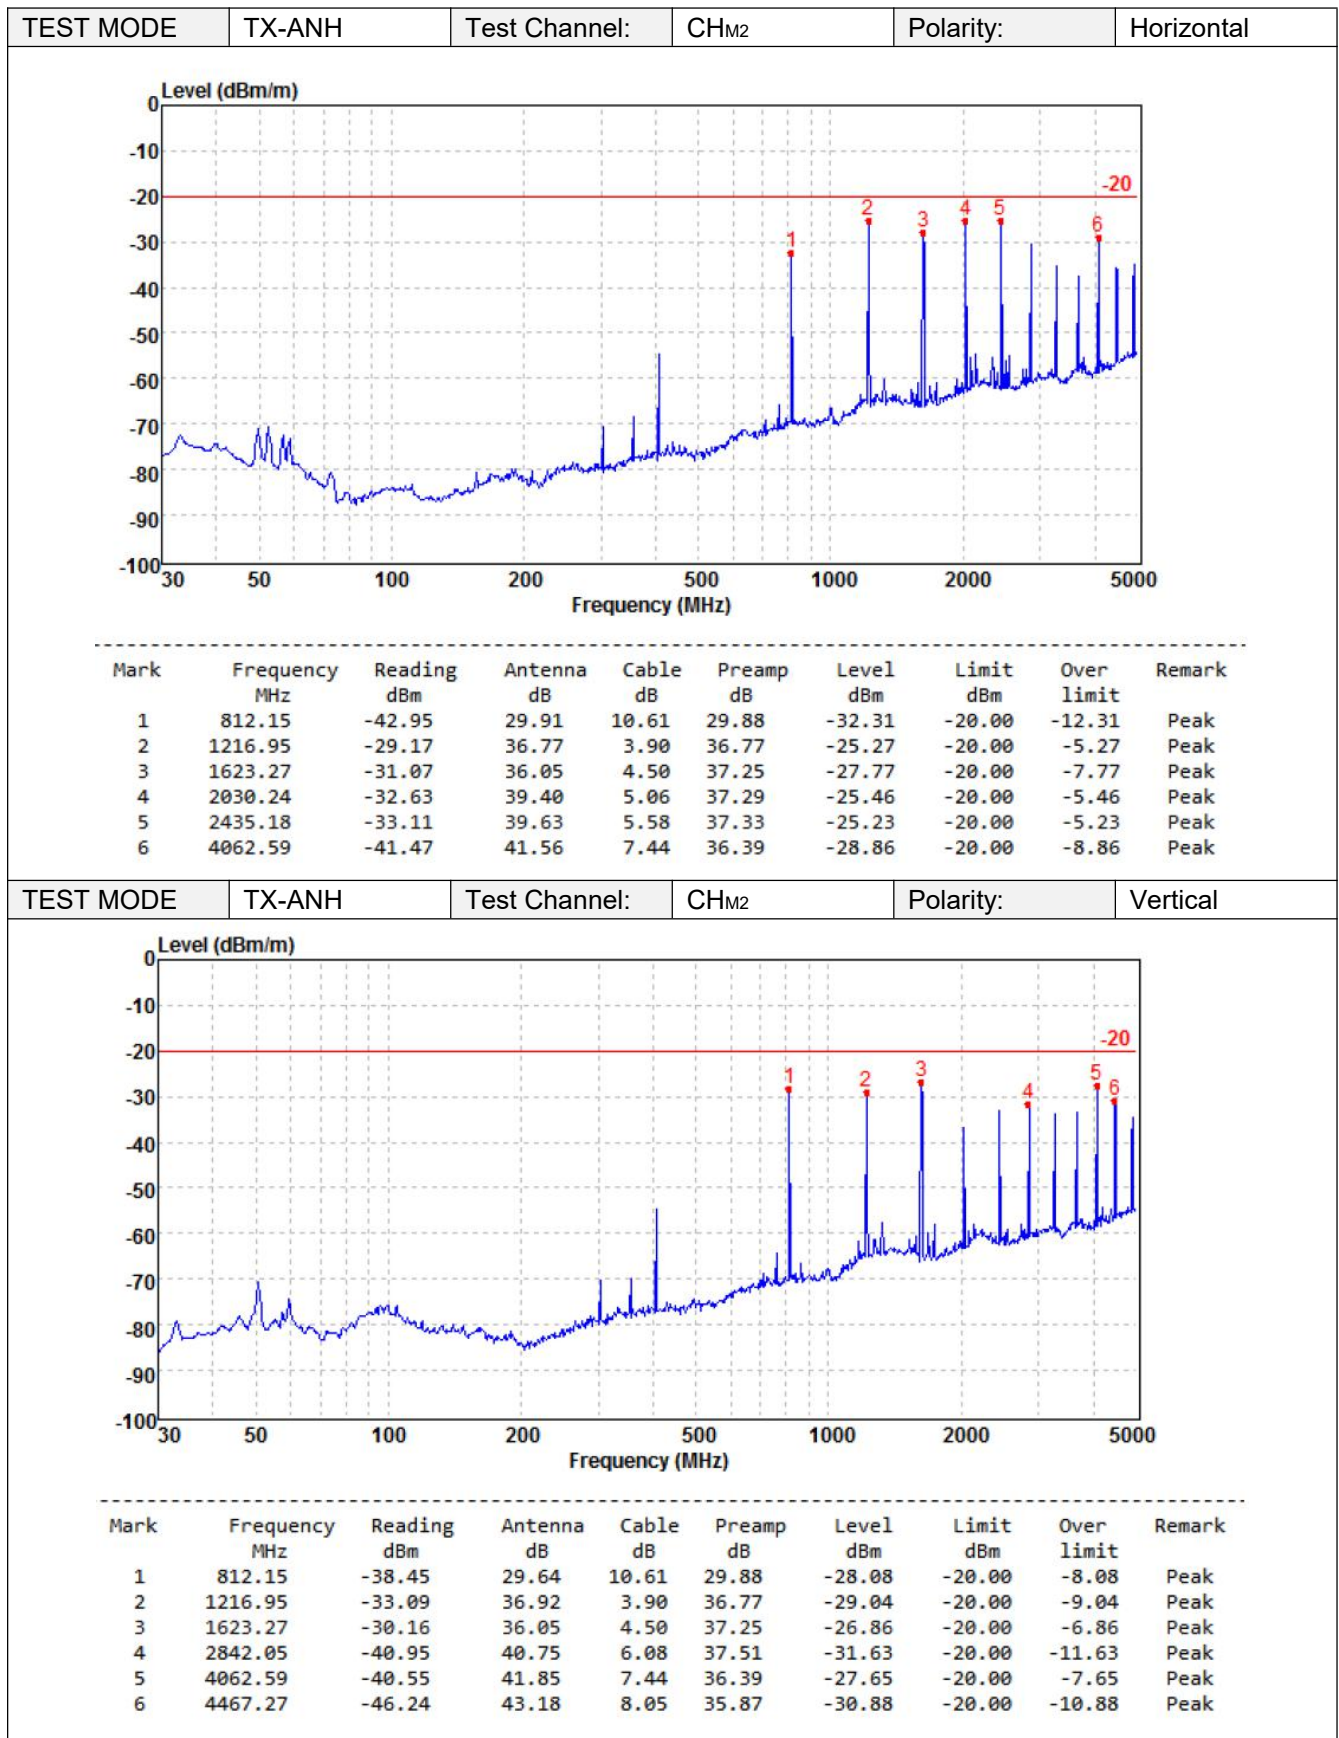 TEST MODE TX-ANH Test Channel: CHM2 Polarity: Horizontal
Level (dBm/m)
0
-10
-20
-20
2 4 5
3
6
1
-30
-40
-50
-60
-70
-80
-90
-100
30 50 100 200 500 1000 2000 5000
Frequency (MHz)
Mark Frequency Reading Antenna Cable Preamp Level Limit Over Remark
MHz dBm dB dB dB dBm dBm limit
1 812.15 -42.95 29.91 10.61 29.88 -32.31 -20.00 -12.31 Peak
2 1216.95 -29.17 36.77 3.90 36.77 -25.27 -20.00 -5.27 Peak
3 1623.27 -31.07 36.05 4.50 37.25 -27.77 -20.00 -7.77 Peak
4 2030.24 -32.63 39.40 5.06 37.29 -25.46 -20.00 -5.46 Peak
5 2435.18 -33.11 39.63 5.58 37.33 -25.23 -20.00 -5.23 Peak
6 4062.59 -41.47 41.56 7.44 36.39 -28.86 -20.00 -8.86 Peak
TEST MODE TX-ANH Test Channel: CHM2 Polarity: Vertical
Level (dBm/m)
0
-10
-20
-20
3
1 2 5
4 6
-30
-40
-50
-60
-70
-80
-90
-100
30 50 100 200 500 1000 2000 5000
Frequency (MHz)
Mark Frequency Reading Antenna Cable Preamp Level Limit Over Remark
MHz dBm dB dB dB dBm dBm limit
1 812.15 -38.45 29.64 10.61 29.88 -28.08 -20.00 -8.08 Peak
2 1216.95 -33.09 36.92 3.90 36.77 -29.04 -20.00 -9.04 Peak
3 1623.27 -30.16 36.05 4.50 37.25 -26.86 -20.00 -6.86 Peak
4 2842.05 -40.95 40.75 6.08 37.51 -31.63 -20.00 -11.63 Peak
5 4062.59 -40.55 41.85 7.44 36.39 -27.65 -20.00 -7.65 Peak
6 4467.27 -46.24 43.18 8.05 35.87 -30.88 -20.00 -10.88 Peak